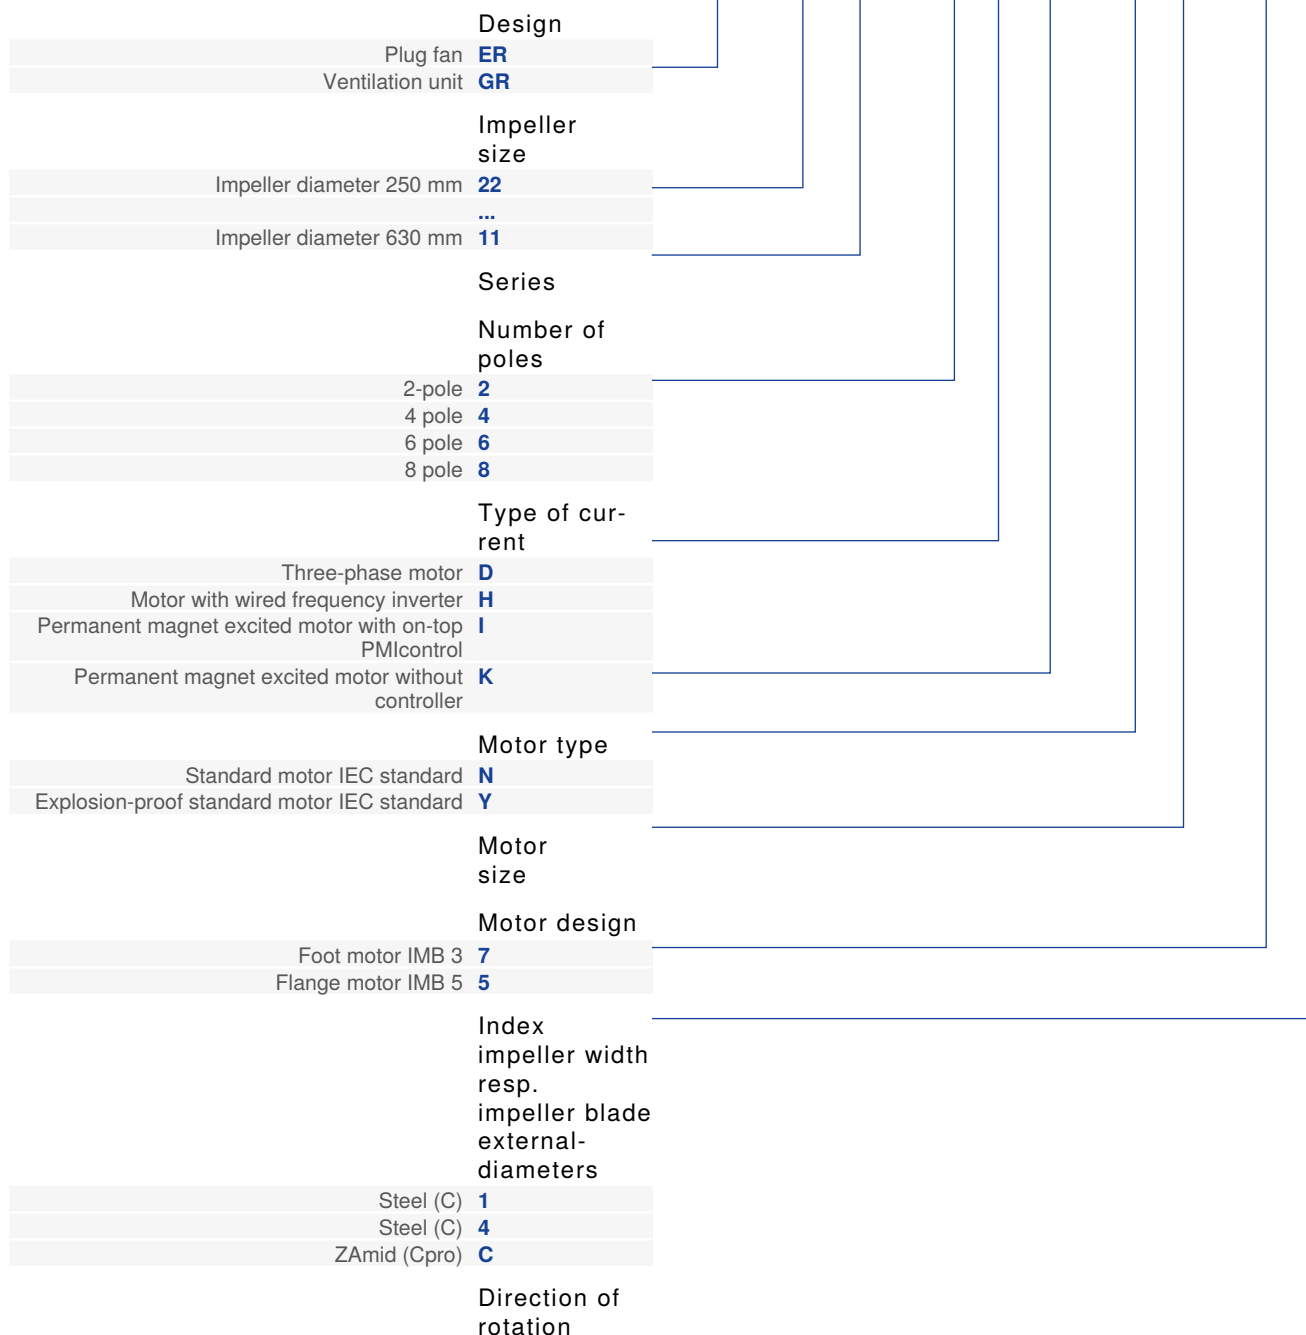 Design
Plug fan ER
Ventilation unit GR
Impeller
size
Impeller diameter 250 mm 22
...
Impeller diameter 630 mm 11
Series
Number of
poles
2-pole 2
4 pole 4
6 pole 6
8 pole 8
Type of cur-
rent
Three-phase motor D
Motor with wired frequency inverter H
Permanent magnet excited motor with on-top I
PMIcontrol
Permanent magnet excited motor without K
controller
Motor type
Standard motor IEC standard N
Explosion-proof standard motor IEC standard Y
Motor
size
Motor design
Foot motor IMB 3 7
Flange motor IMB 5 5
Index
impeller width
resp.
impeller blade
external-
diameters
Steel (C) 1
Steel (C) 4
ZAmid (Cpro) C
Direction of
rotation